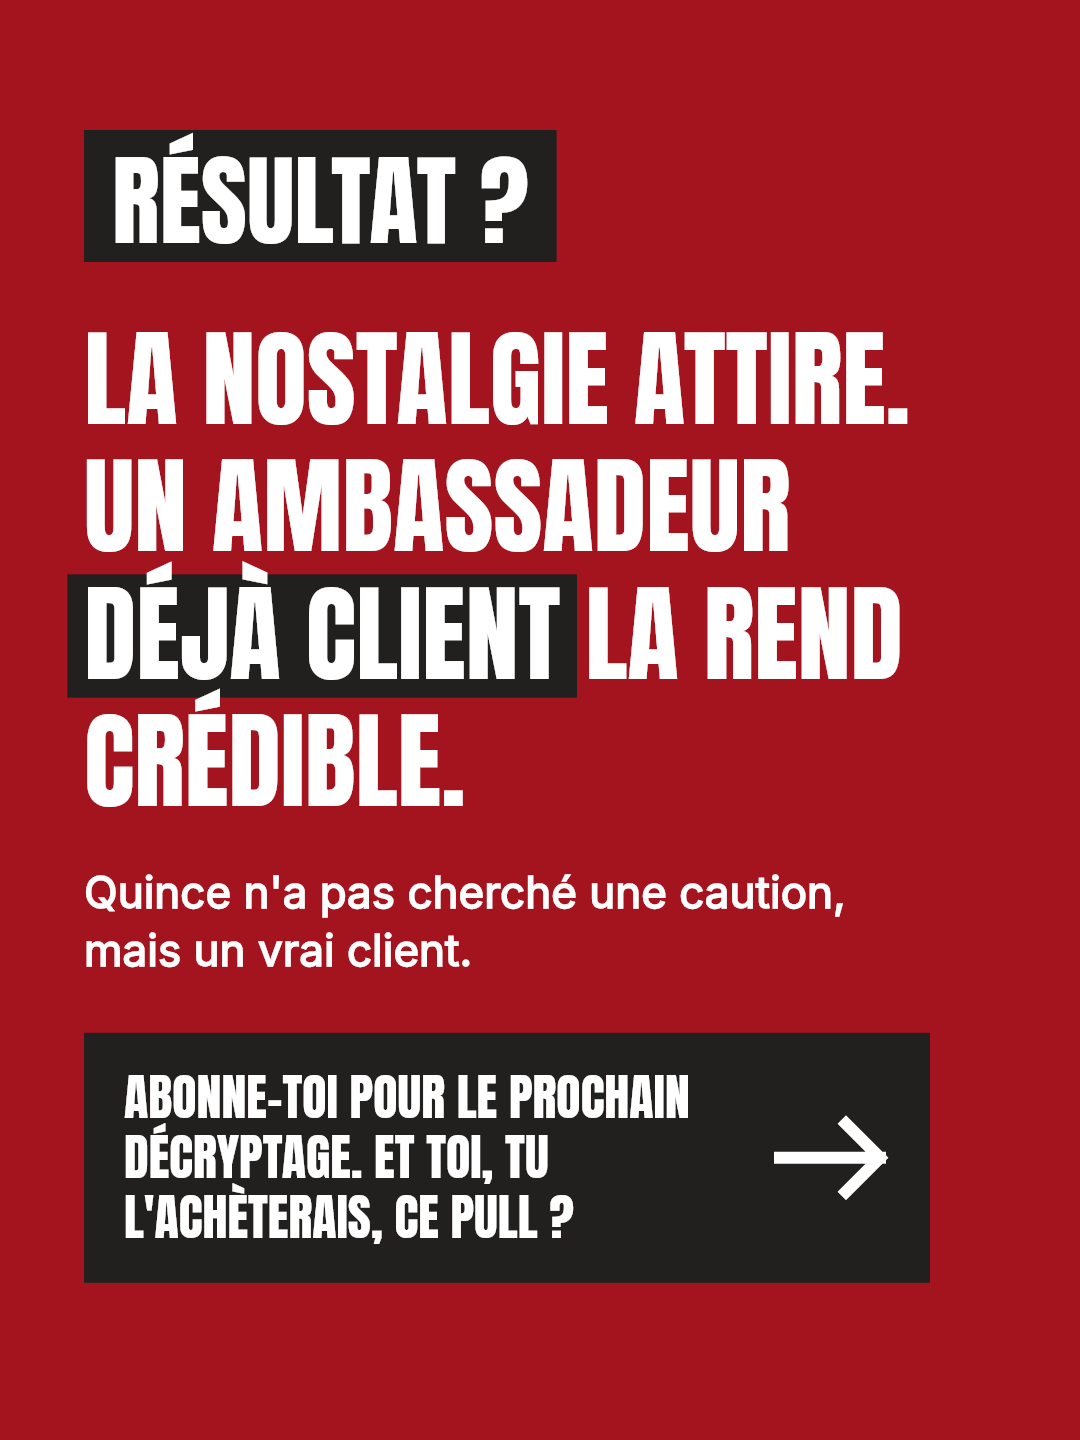 RÉSULTAT ?
LA NOSTALGIE ATTIRE.
UN AMBASSADEUR
DÉJÀ CLIENT LA REND
CRÉDIBLE.
Quince n'a pas cherché une caution,
mais un vrai client.
ABONNE-TOI POUR LE PROCHAIN
DÉCRYPTAGE. ET TOI, TU
L'ACHÈTERAIS, CE PULL ?